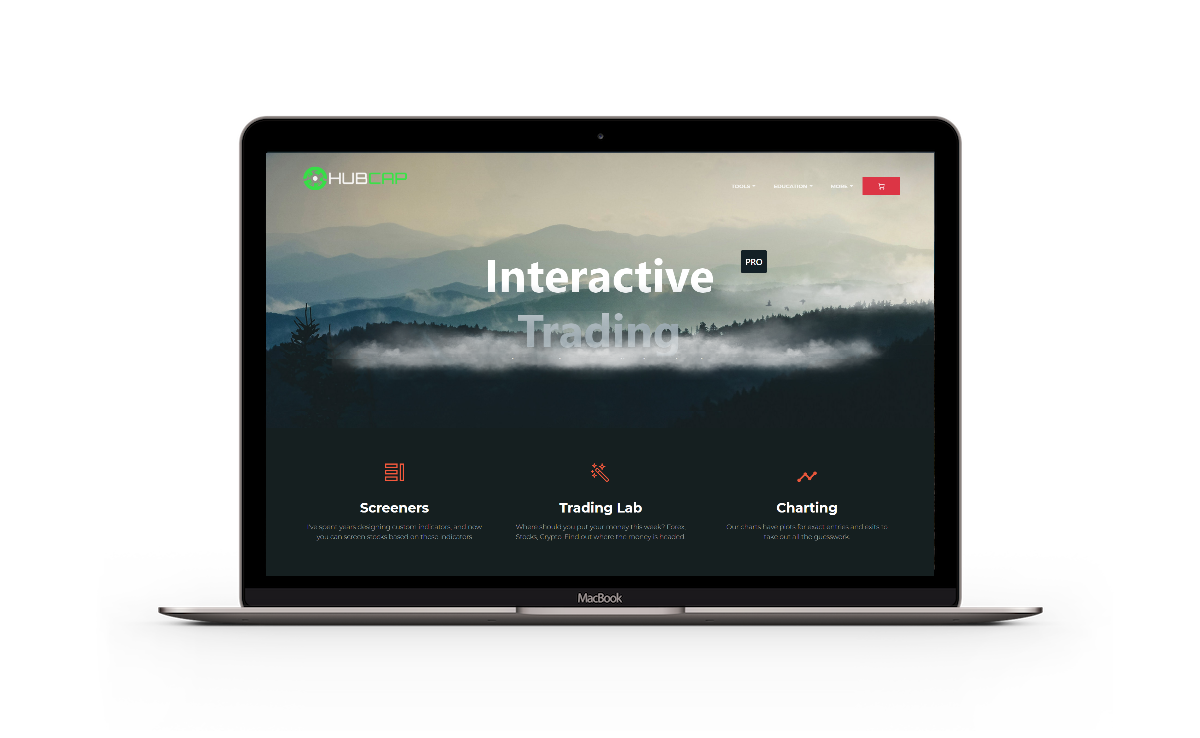 HUBCAP
TOOLS
EDUCATION
MORE
PRO
Interactive
Trading
Screeners
I've spent years designing custom indicators, and now
you can screen stocks based on those indicators.
Trading Lab
Where should you put your money this week? Forex,
Stocks, Crypto. Find out where the money is headed.
Charting
Our charts have plots for exact entries and exits to
take out all the guesswork.
MacBook